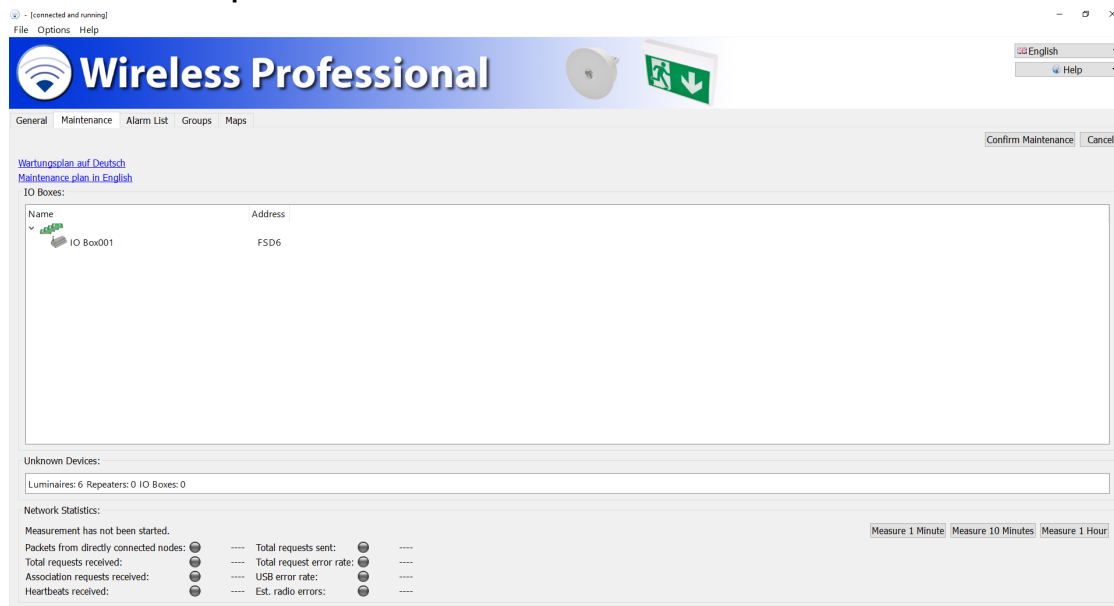 - [connected and running]
File Options Help
Wireless Professional
English
Help
General Maintenance Alarm List Groups Maps
Confirm Maintenance Cancel
Wartungsplan auf Deutsch
Maintenance plan in English
IO Boxes:
Name Address
IO Box001 FSD6
Unknown Devices:
Luminaires: 6 Repeaters: 0 IO Boxes: 0
Network Statistics:
Measurement has not been started. Measure 1 Minute Measure 10 Minutes Measure 1 Hour
Packets from directly connected nodes: ---- Total requests sent: ----
Total requests received: ---- Total request error rate: ----
Association requests received: ---- USB error rate: ----
Heartbeats received: ---- Est. radio errors: ----